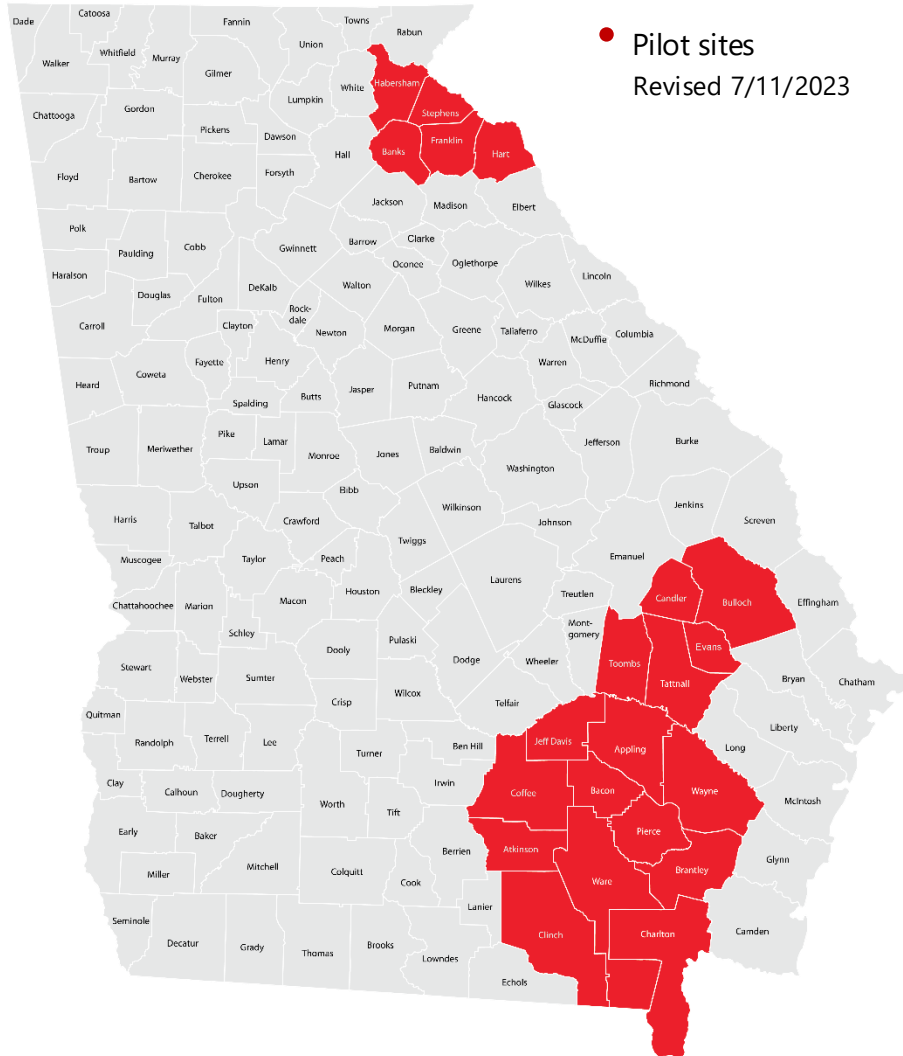 Pilot sites
Revised 7/11/2023
Dade
Catoosa
Fannin
Towns
Rabun
Union
Whitfield
Murray
Walker
Gilmer
White
Habersham
Lumpkin
Stephens
Chattooga
Gordon
Pickens
Dawson
Hall
Banks
Franklin
Hart
Floyd
Bartow
Cherokee
Forsyth
Jackson
Madison
Elbert
Polk
Paulding
Cobb
Gwinnett
Barrow
Clarke
Oconee
Oglethorpe
Wilkes
Lincoln
Haralson
Douglas
Fulton
DeKalb
Walton
Rock-
dale
Carroll
Clayton
Newton
Morgan
Greene
Taliaferro
McDuffie
Columbia
Warren
Heard
Coweta
Fayette
Henry
Spalding
Butts
Jasper
Putnam
Hancock
Glascock
Richmond
Troup
Meriwether
Pike
Lamar
Monroe
Jones
Baldwin
Washington
Jefferson
Burke
Upson
Bibb
Wilkinson
Jenkins
Screven
Harris
Talbot
Crawford
Twiggs
Johnson
Emanuel
Muscogee
Taylor
Peach
Houston
Bleckley
Laurens
Treutlen
Candler
Bulloch
Effingham
Chattahoochee
Marion
Macon
Schley
Pulaski
Mont-
gomery
Evans
Stewart
Webster
Sumter
Dooly
Dodge
Wheeler
Toombs
Tattnall
Bryan
Chatham
Quitman
Crisp
Wilcox
Telfair
Liberty
Randolph
Terrell
Lee
Turner
Ben Hill
Jeff Davis
Appling
Long
Clay
Calhoun
Dougherty
Worth
Tift
Irwin
Coffee
Bacon
Wayne
McIntosh
Early
Baker
Pierce
Miller
Mitchell
Colquitt
Cook
Berrien
Atkinson
Ware
Brantley
Glynn
Lanier
Seminole
Decatur
Grady
Thomas
Brooks
Lowndes
Clinch
Charlton
Camden
Echols